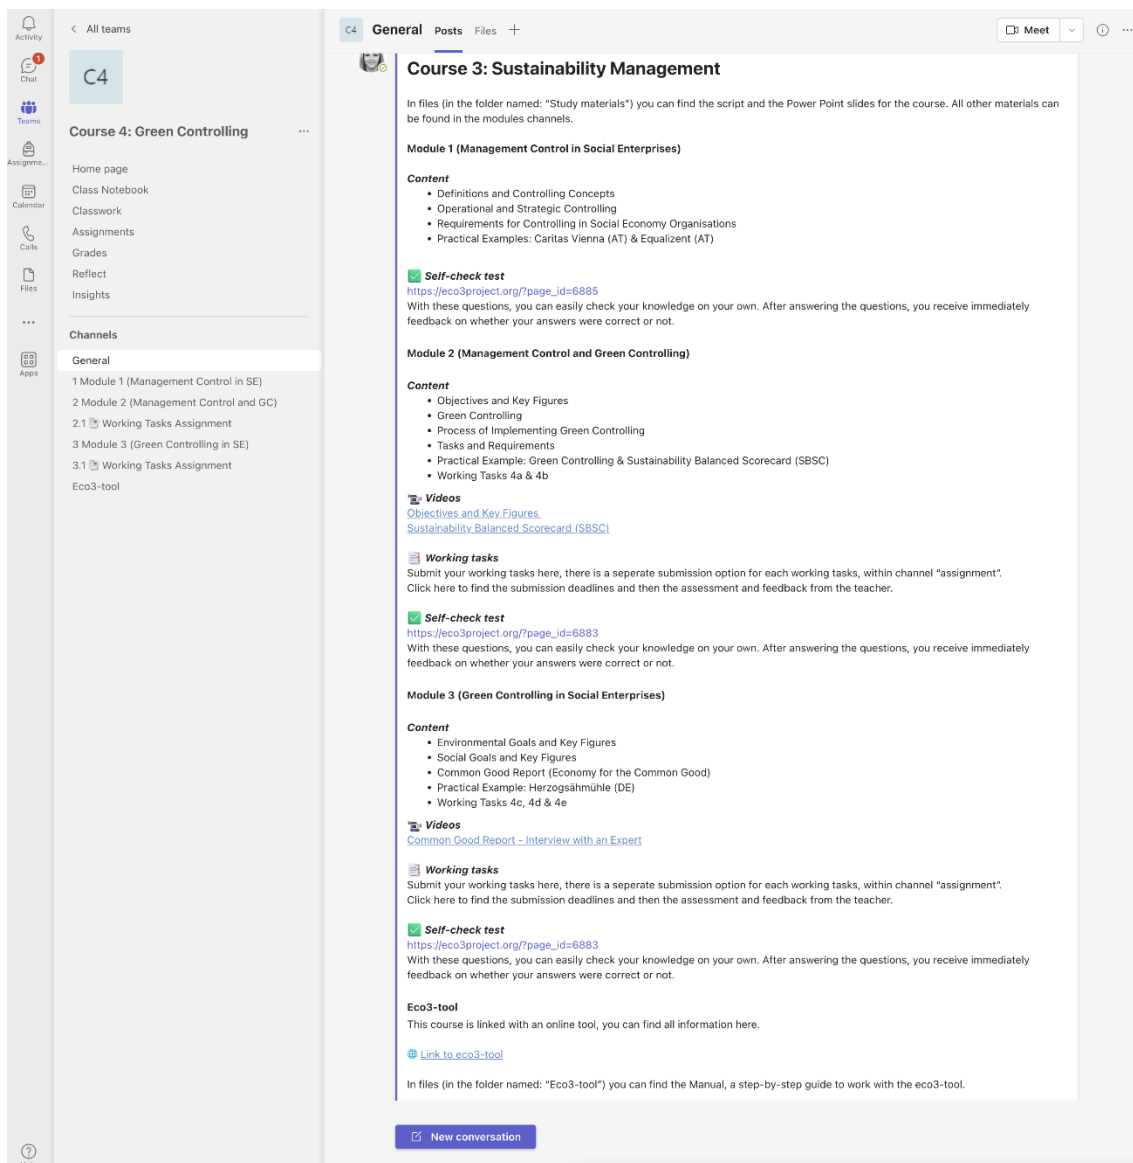 Activity
1
Chat
Teams
Assignme...
Calendar
Calls
Files
Apps
All teams
C4
Course 4: Green Controlling
Home page
Class Notebook
Classwork
Assignments
Grades
Reflect
Insights
Channels
General
1 Module 1 (Management Control in SE)
2 Module 2 (Management Control and GC)
2.1 Working Tasks Assignment
3 Module 3 (Green Controlling in SE)
3.1 Working Tasks Assignment
Eco3-tool
C4 General Posts Files Meet
Course 3: Sustainability Management
In files (in the folder named: "Study materials") you can find the script and the Power Point slides for the course. All other materials can
be found in the modules channels.
Module 1 (Management Control in Social Enterprises)
Content
• Definitions and Controlling Concepts
• Operational and Strategic Controlling
• Requirements for Controlling in Social Economy Organisations
• Practical Examples: Caritas Vienna (AT) & Equalizent (AT)
Self-check test
https://eco3project.org/?page_id=6885
With these questions, you can easily check your knowledge on your own. After answering the questions, you receive immediately
feedback on whether your answers were correct or not.
Module 2 (Management Control and Green Controlling)
Content
• Objectives and Key Figures
• Green Controlling
• Process of Implementing Green Controlling
• Tasks and Requirements
• Practical Example: Green Controlling & Sustainability Balanced Scorecard (SBSC)
• Working Tasks 4a & 4b
Videos
Objectives and Key Figures
Sustainability Balanced Scorecard (SBSC)
Working tasks
Submit your working tasks here, there is a seperate submission option for each working tasks, within channel "assignment".
Click here to find the submission deadlines and then the assessment and feedback from the teacher.
Self-check test
https://eco3project.org/?page_id=6883
With these questions, you can easily check your knowledge on your own. After answering the questions, you receive immediately
feedback on whether your answers were correct or not.
Module 3 (Green Controlling in Social Enterprises)
Content
• Environmental Goals and Key Figures
• Social Goals and Key Figures
• Common Good Report (Economy for the Common Good)
• Practical Example: Herzogsähmühle (DE)
• Working Tasks 4c, 4d & 4e
Videos
Common Good Report - Interview with an Expert
Working tasks
Submit your working tasks here, there is a seperate submission option for each working tasks, within channel "assignment".
Click here to find the submission deadlines and then the assessment and feedback from the teacher.
Self-check test
https://eco3project.org/?page_id=6883
With these questions, you can easily check your knowledge on your own. After answering the questions, you receive immediately
feedback on whether your answers were correct or not.
Eco3-tool
This course is linked with an online tool, you can find all information here.
Link to eco3-tool
In files (in the folder named: "Eco3-tool") you can find the Manual, a step-by-step guide to work with the eco3-tool.
New conversation